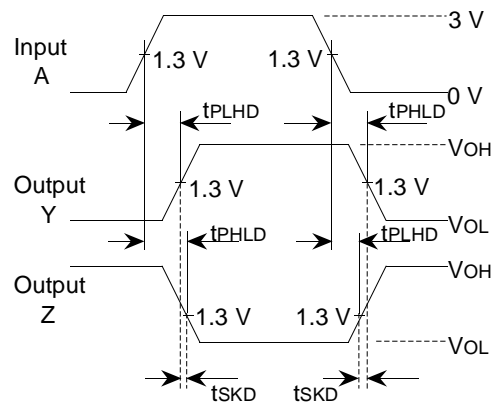 3 V
Input
A
1.3 V
1.3 V
0 V
tPLHD
tPHLD
VOH
Output
Y
1.3 V
1.3 V
VOL
tPHLD
tPLHD
VOH
Output
Z
1.3 V
1.3 V
VOL
tSKD
tSKD